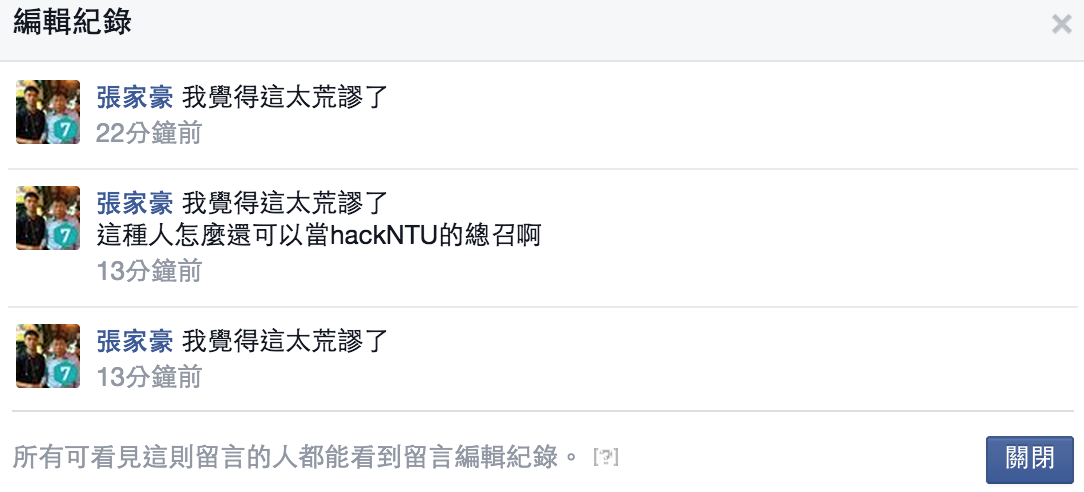 編輯紀錄
×
張家豪 我覺得這太荒謬了
22分鐘前
7
張家豪 我覺得這太荒謬了
這種人怎麼還可以當hackNTU的總召啊
13分鐘前
7
張家豪 我覺得這太荒謬了
13分鐘前
7
所有可看見這則留言的人都能看到留言編輯紀錄。 [?]
關閉